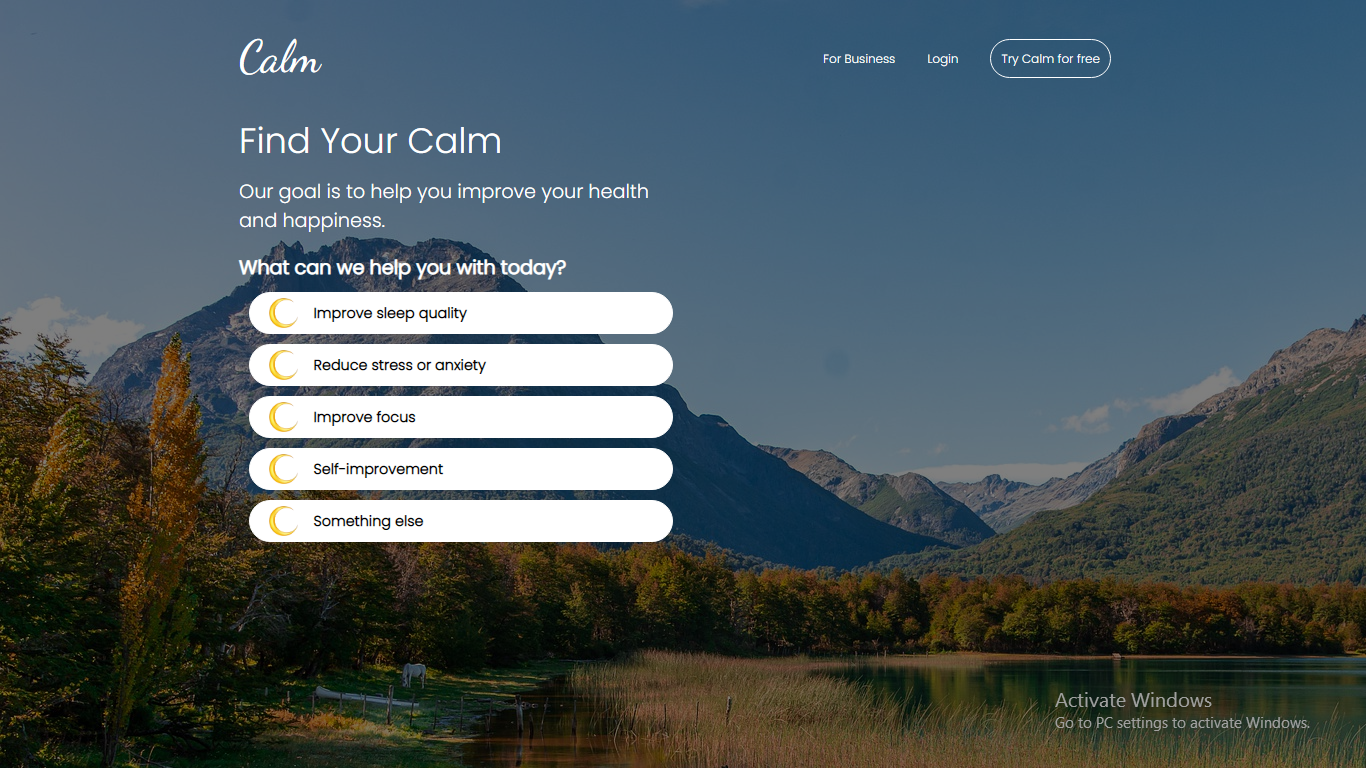 Calm
For Business
Login
Try Calm for free
Find Your Calm
Our goal is to help you improve your health
and happiness.
What can we help you with today?
Improve sleep quality
Reduce stress or anxiety
Improve focus
Self-improvement
Something else
Activate Windows
Go to PC settings to activate Windows.